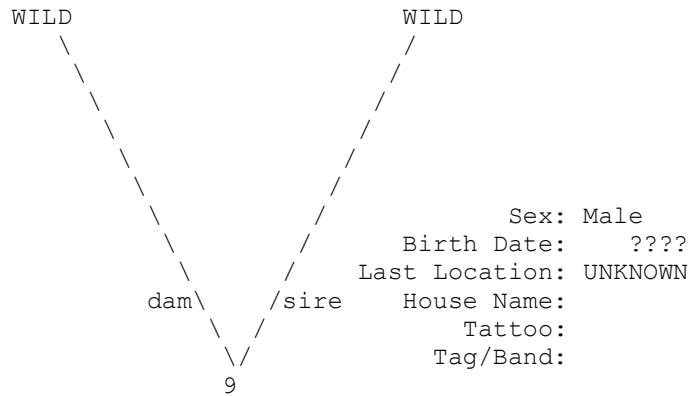 WILD WILD
Sex: Male
Birth Date: ????
Last Location: UNKNOWN
dam\ /sire House Name:
Tattoo:
Tag/Band:
9